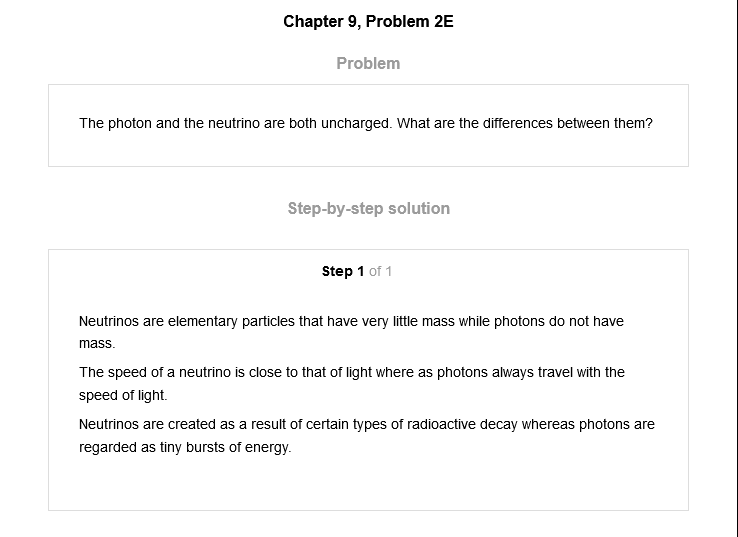 Chapter 9, Problem 2E
Problem
The photon and the neutrino are both uncharged. What are the differences between them?
Step-by-step solution
Step 1 of 1
Neutrinos are elementary particles that have very little mass while photons do not have
mass.
The speed of a neutrino is close to that of light where as photons always travel with the
speed of light.
Neutrinos are created as a result of certain types of radioactive decay whereas photons are
regarded as tiny bursts of energy.